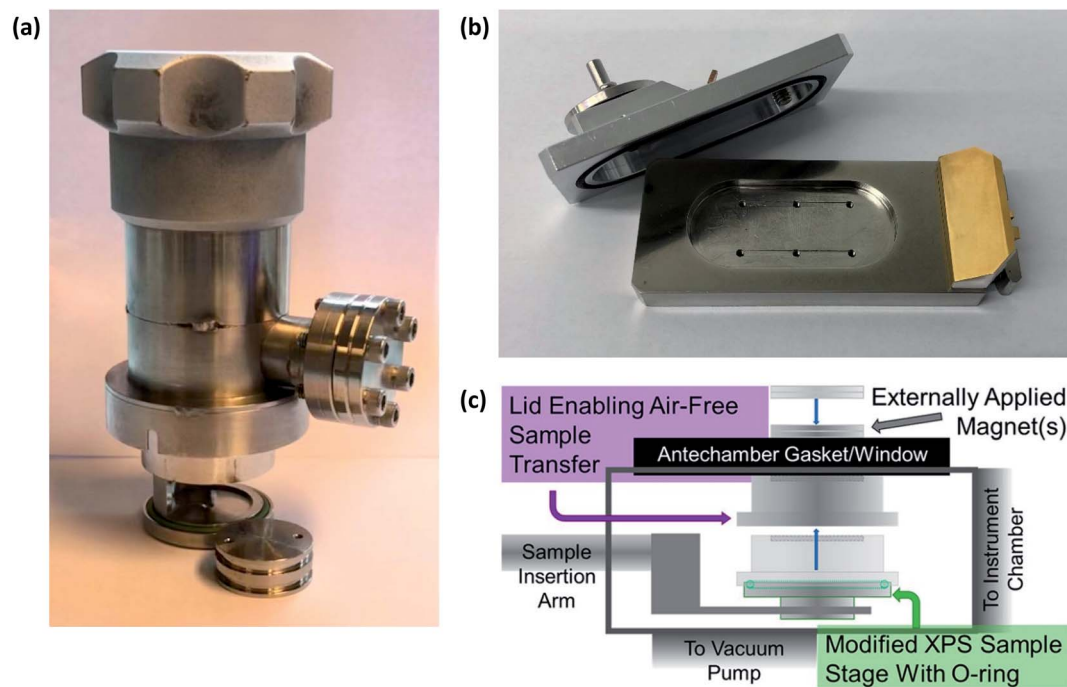 (a)
(b)
(c)
Lid Enabling Air-Free
Sample
Transfer
Externally Applied
Magnet(s)
Antechamber Gasket/Window
Sample
Insertion
Arm
To Instrument
Chamber
To Vacuum
Pump
Modified XPS Sample
Stage With O-ring